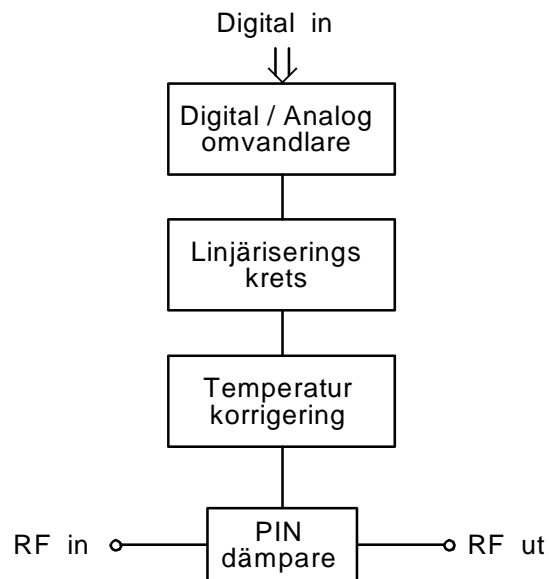 Digital in
Digital / Analog
omvandlare
Linjäriserings
krets
Temperatur
korrigering
RF in
PIN
dämpare
RF ut